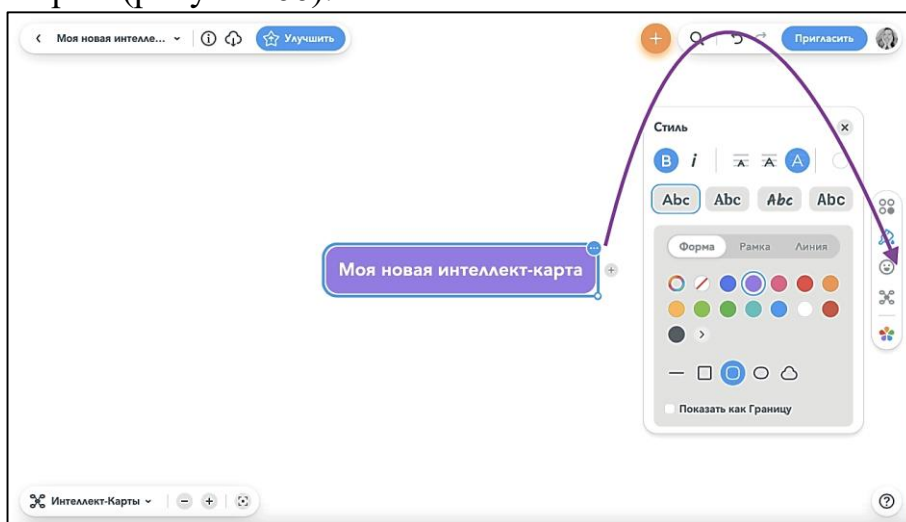 Моя новая интелле...
Улучшить
Пригласить
Стиль
B i A A A
Abc Abc Abc Abc
Форма Рамка Линия
Моя новая интеллект-карта
Показать как Границу
Интеллект-Карты